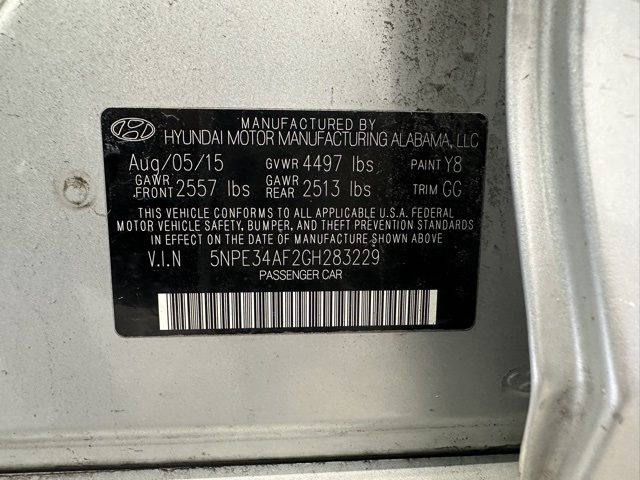 MANUFACTURED BY
HYUNDAI MOTOR MANUFACTURING ALABAMA, LLC
Aug/05/15 GVWR 4497 lbs PAINT Y8
GAWR FRONT 2557 lbs GAWR REAR 2513 lbs TRIM GG
THIS VEHICLE CONFORMS TO ALL APPLICABLE U.S.A. FEDERAL
MOTOR VEHICLE SAFETY, BUMPER, AND THEFT PREVENTION STANDARDS
IN EFFECT ON THE DATE OF MANUFACTURE SHOWN ABOVE
V.I.N 5NPE34AF2GH283229
PASSENGER CAR